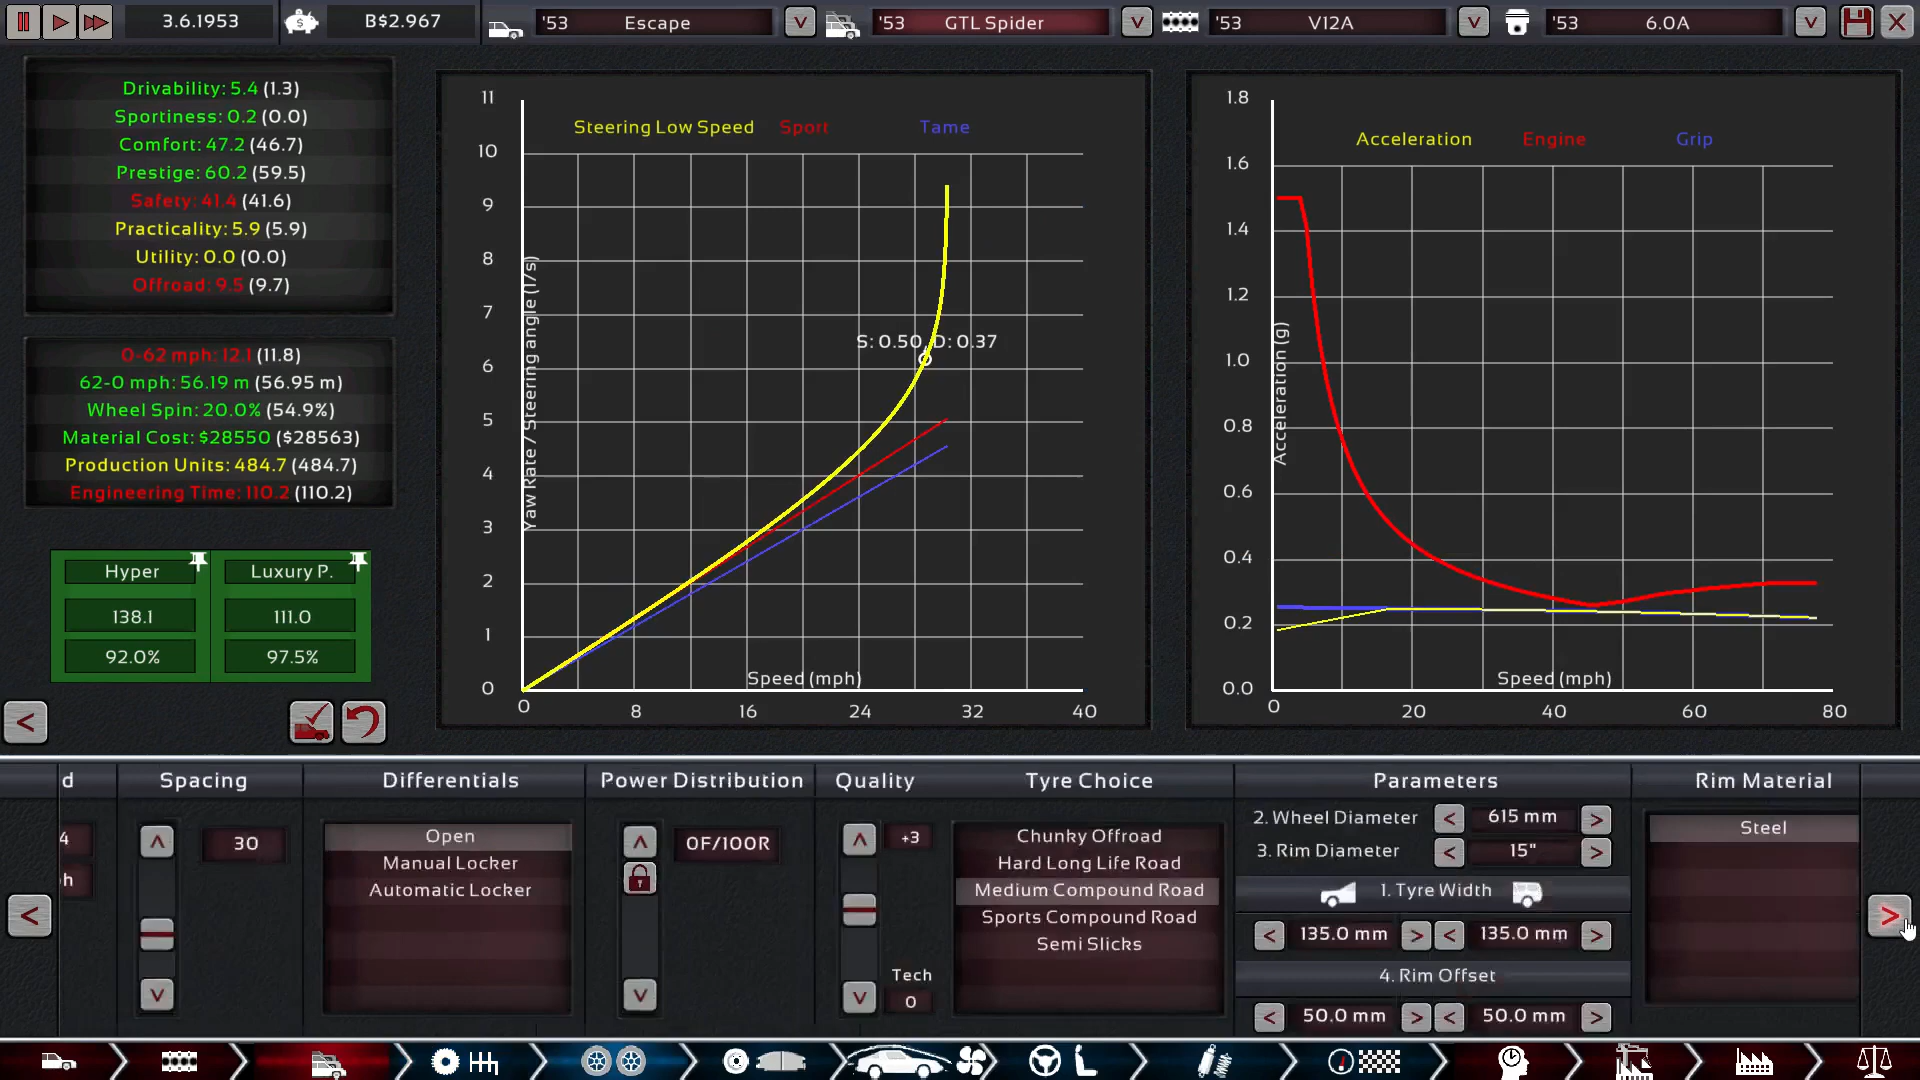 3.6.1953
B$2.967
'53 Escape
'53 GTL Spider
'53 V12A
'53 6.0A
Drivability: 5.4 (1.3)
Sportiness: 0.2 (0.0)
Comfort: 47.2 (46.7)
Prestige: 60.2 (59.5)
Safety: 41.4 (41.6)
Practicality: 5.9 (5.9)
Utility: 0.0 (0.0)
Offroad: 9.5 (9.7)
0-62 mph: 12.1 (11.8)
62-0 mph: 56.19 m (56.95 m)
Wheel Spin: 20.0% (54.9%)
Material Cost: $28550 ($28563)
Production Units: 484.7 (484.7)
Engineering Time: 110.2 (110.2)
Hyper
Luxury P.
138.1
111.0
92.0%
97.5%
Steering Low Speed Sport Tame
11
10
9
8
7
6
5
4
3
2
1
0
Yaw Rate / Steering angle (1/s)
S: 0.50, D: 0.37
Speed (mph)
0 8 16 24 32 40
Acceleration Engine Grip
1.8
1.6
1.4
1.2
1.0
0.8
0.6
0.4
0.2
0.0
Acceleration (g)
Speed (mph)
0 20 40 60 80
d
4
h
Spacing
30
Differentials
Open
Manual Locker
Automatic Locker
Power Distribution
0F/100R
Quality
+3
Tech
0
Tyre Choice
Chunky Offroad
Hard Long Life Road
Medium Compound Road
Sports Compound Road
Semi Slicks
Parameters
2. Wheel Diameter 615 mm
3. Rim Diameter 15"
1. Tyre Width
135.0 mm 135.0 mm
4. Rim Offset
50.0 mm 50.0 mm
Rim Material
Steel